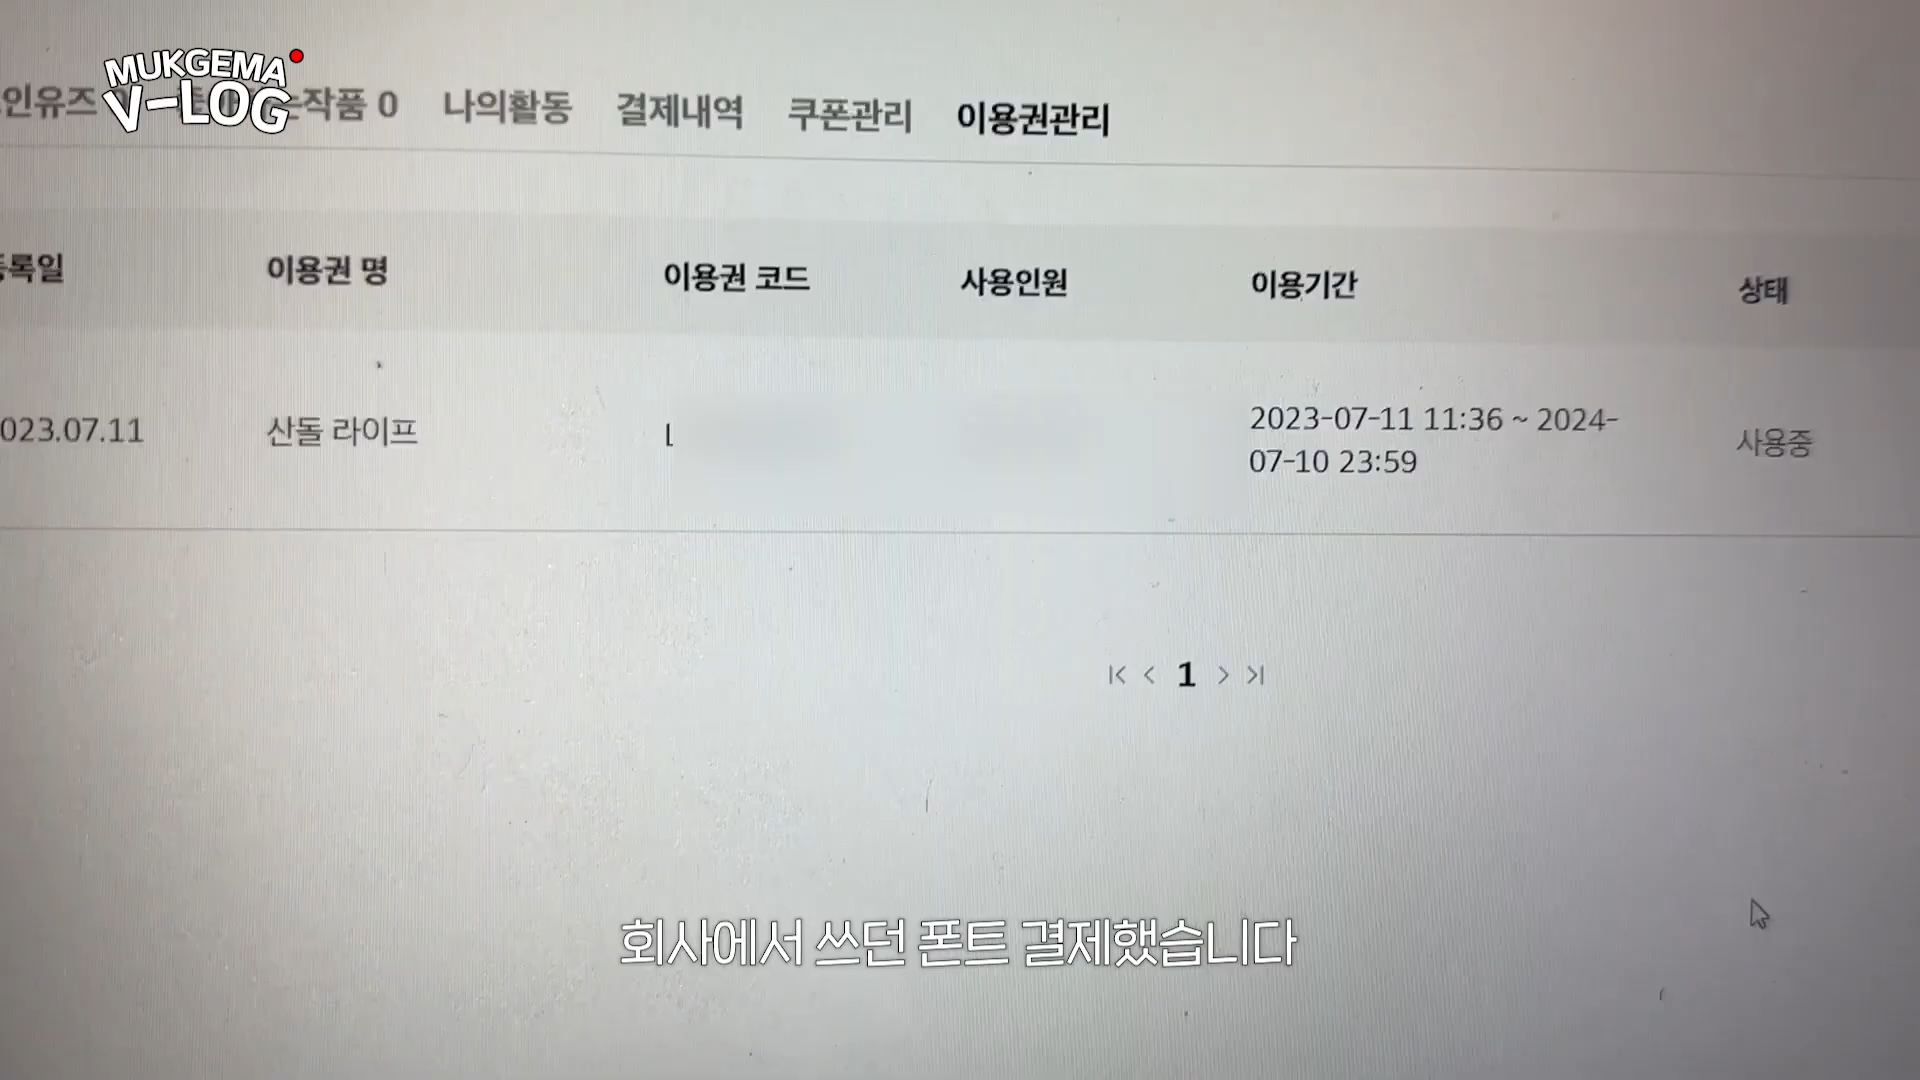 MUKGEMA
V-LOG
인유즈 작품 0 나의활동 결제내역 쿠폰관리 이용권관리
록일 이용권 명 이용권 코드 사용인원 이용기간 상태
023.07.11 산돌 라이프 2023-07-11 11:36 ~ 2024-
07-10 23:59 사용중
1
회사에서 쓰던 폰트 결제했습니다